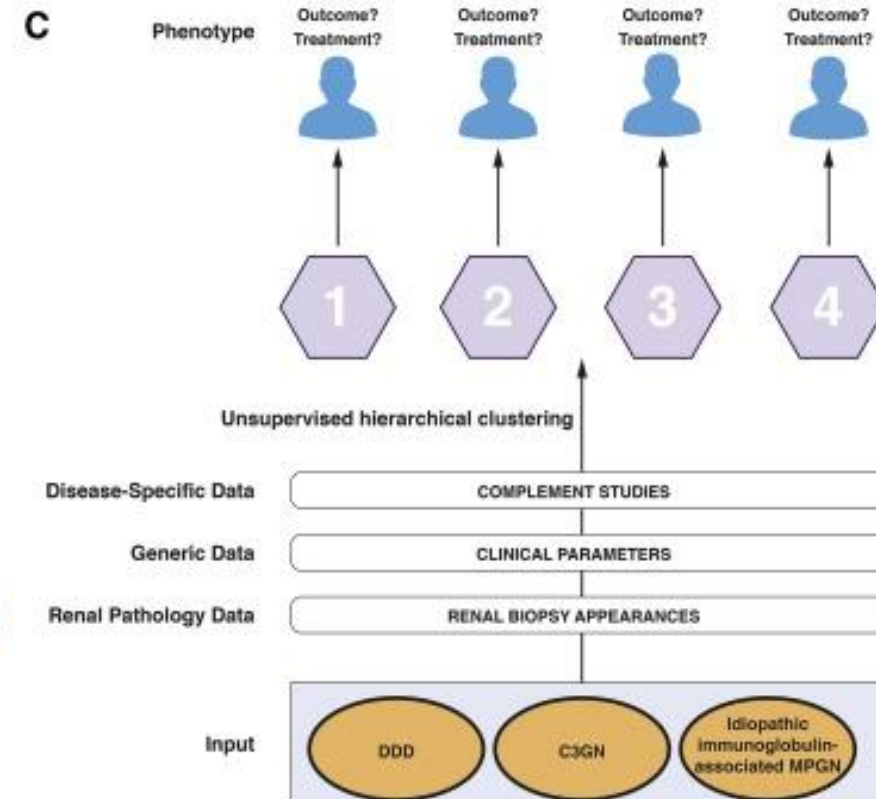 C
Phenotype
Outcome? Outcome? Outcome? Outcome?
Treatment? Treatment? Treatment? Treatment?
1 2 3 4
Unsupervised hierarchical clustering
Disease-Specific Data COMPLEMENT STUDIES
Generic Data CLINICAL PARAMETERS
Renal Pathology Data RENAL BIOPSY APPEARANCES
Input
DDD
C3GN
Idiopathic
immunoglobulin-
associated MPGN